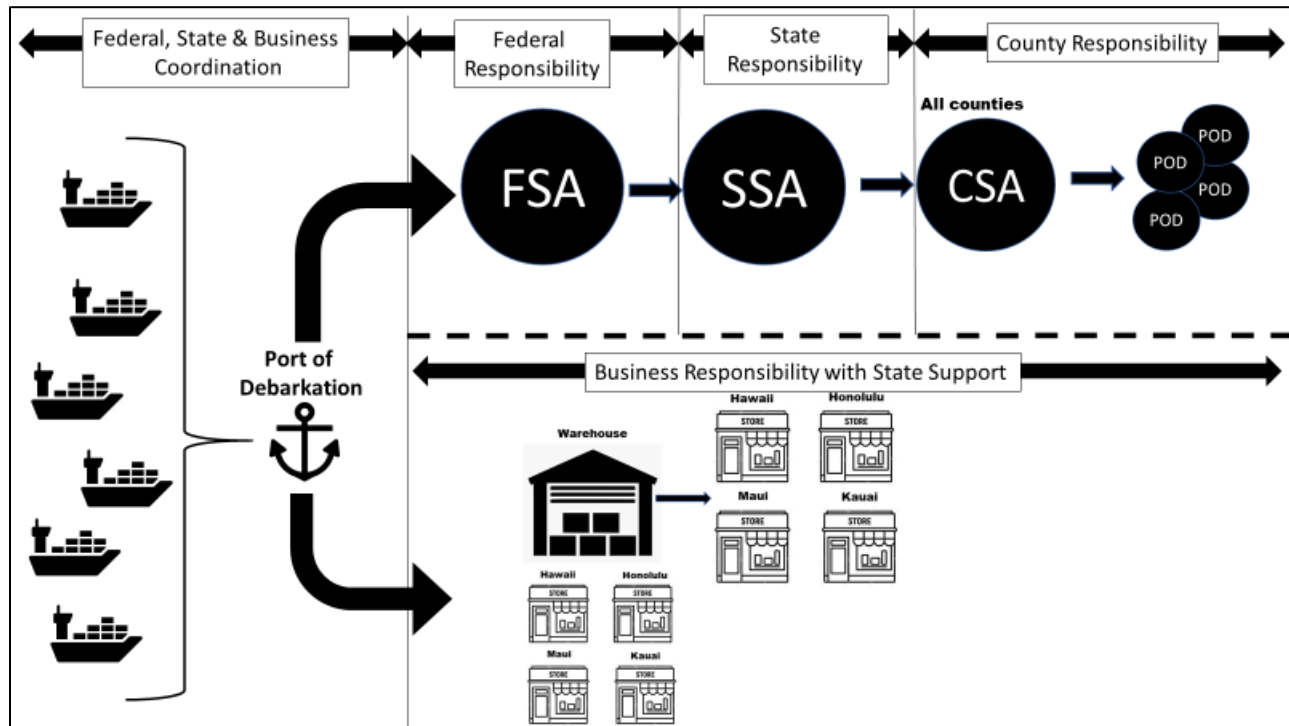 Federal, State & Business
Coordination
Federal
Responsibility
State
Responsibility
County Responsibility
All counties
FSA
SSA
CSA
POD
POD
POD
POD
Port of
Debarkation
Business Responsibility with State Support
Warehouse
Hawaii
Honolulu
STORE
STORE
Maui
Kauai
STORE
STORE
Hawaii
Honolulu
STORE
STORE
Maui
Kauai
STORE
STORE